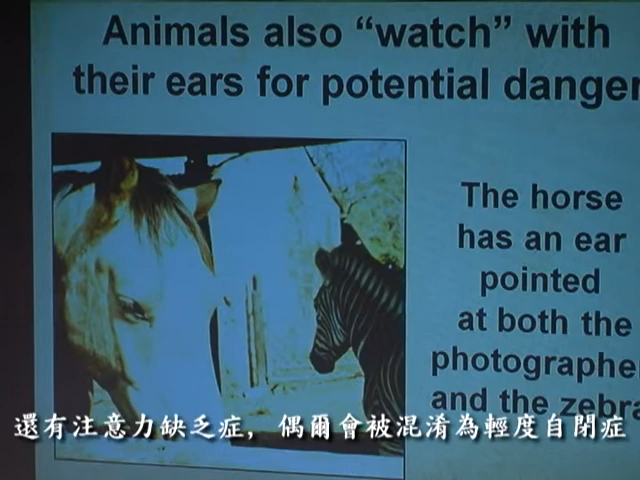 Animals also “watch” with
their ears for potential danger
The horse
has an ear
pointed
at both the
photographer
and the zebra
還有注意力缺乏症，偶爾會被混淆為輕度自閉症